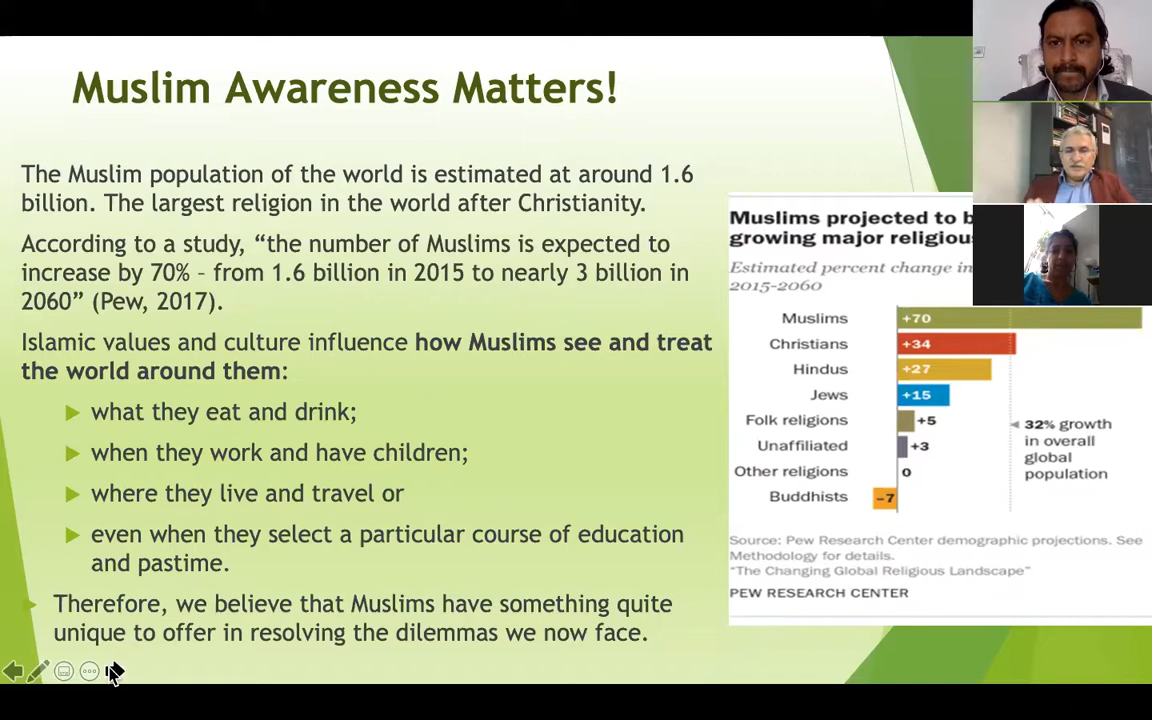 Muslim Awareness Matters!
The Muslim population of the world is estimated at around 1.6
billion. The largest religion in the world after Christianity.
According to a study, “the number of Muslims is expected to
increase by 70% – from 1.6 billion in 2015 to nearly 3 billion in
2060” (Pew, 2017).
Islamic values and culture influence how Muslims see and treat
the world around them:
what they eat and drink;
when they work and have children;
where they live and travel or
even when they select a particular course of education
and pastime.
Therefore, we believe that Muslims have something quite
unique to offer in resolving the dilemmas we now face.
Muslims projected to
growing major
Estimated percent change in
2015-2060
Muslims +70
Christians +34
Hindus +27
Jews +15
Folk religions +5
Unaffiliated +3
Other religions 0
Buddhists –7
32% growth
in overall
global
population
Source: Pew Research Center demographic projections. See
Methodology for details.
“The Changing Global Religious Landscape”
PEW RESEARCH CENTER